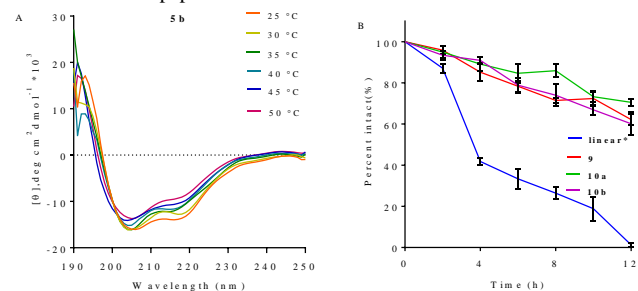 A
5 b
[θ], deg cm² dmol⁻¹ *10³
30
20
10
0
-10
-20
190 200 210 220 230 240 250
Wavelength (nm)
25 °C
30 °C
35 °C
40 °C
45 °C
50 °C
B
Percent intact(%)
100
80
60
40
20
0
0 4 8 12
Time (h)
linear*
9
10a
10b